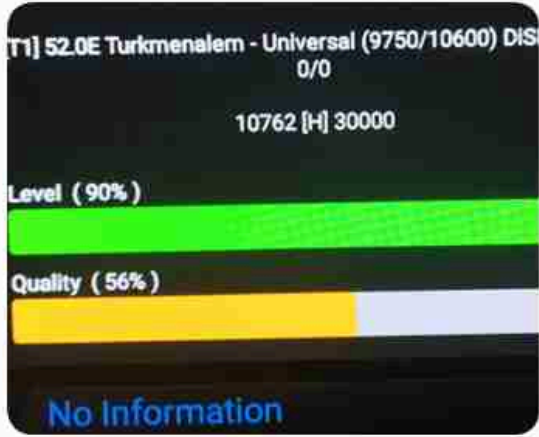 [T1] 52.0E Turkmenalem - Universal (9750/10600) DiS
0/0
10762 [H] 30000
Level ( 90% )
Quality ( 56% )
No Information